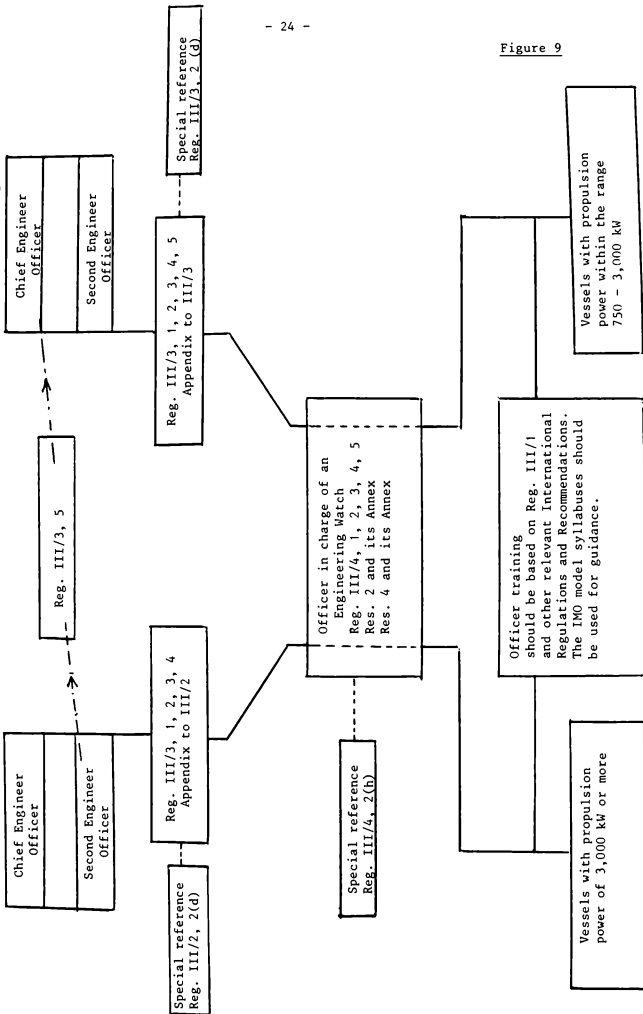 - 24 -
Figure 9
Chief Engineer
Officer
Second Engineer
Officer
Reg. III/3, 5
Chief Engineer
Officer
Second Engineer
Officer
Special reference
Reg. III/2, 2(d)
Reg. III/3, 1, 2, 3, 4
Appendix to III/2
Reg. III/3, 1, 2, 3, 4, 5
Appendix to III/3
Special reference
Reg. III/3, 2 (d)
Special reference
Reg. III/4, 2(h)
Officer in charge of an
Engineering Watch
Reg. III/4, 1, 2, 3, 4, 5
Res. 2 and its Annex
Res. 4 and its Annex
Vessels with propulsion
power of 3,000 kW or more
Officer training
should be based on Reg. III/1
and other relevant International
Regulations and Recommendations.
The IMO model syllabuses should
be used for guidance.
Vessels with propulsion
power within the range
750 - 3,000 kW